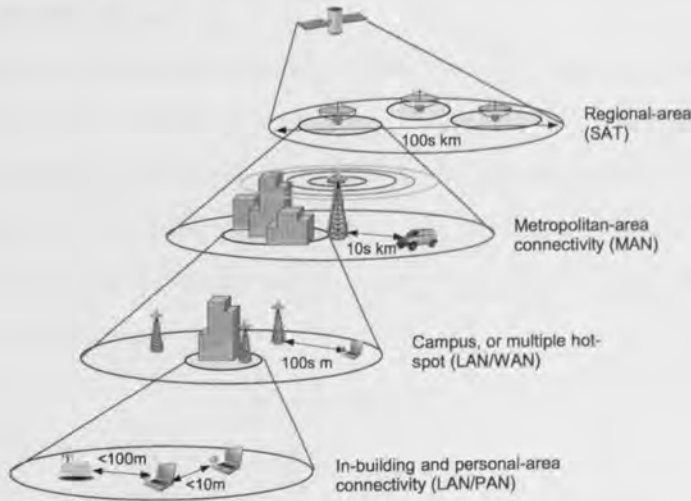 Regional-area
(SAT)
100s km
Metropolitan-area
connectivity (MAN)
10s km
Campus, or multiple hot-
spot (LAN/WAN)
100s m
<100m
<10m
In-building and personal-area
connectivity (LAN/PAN)